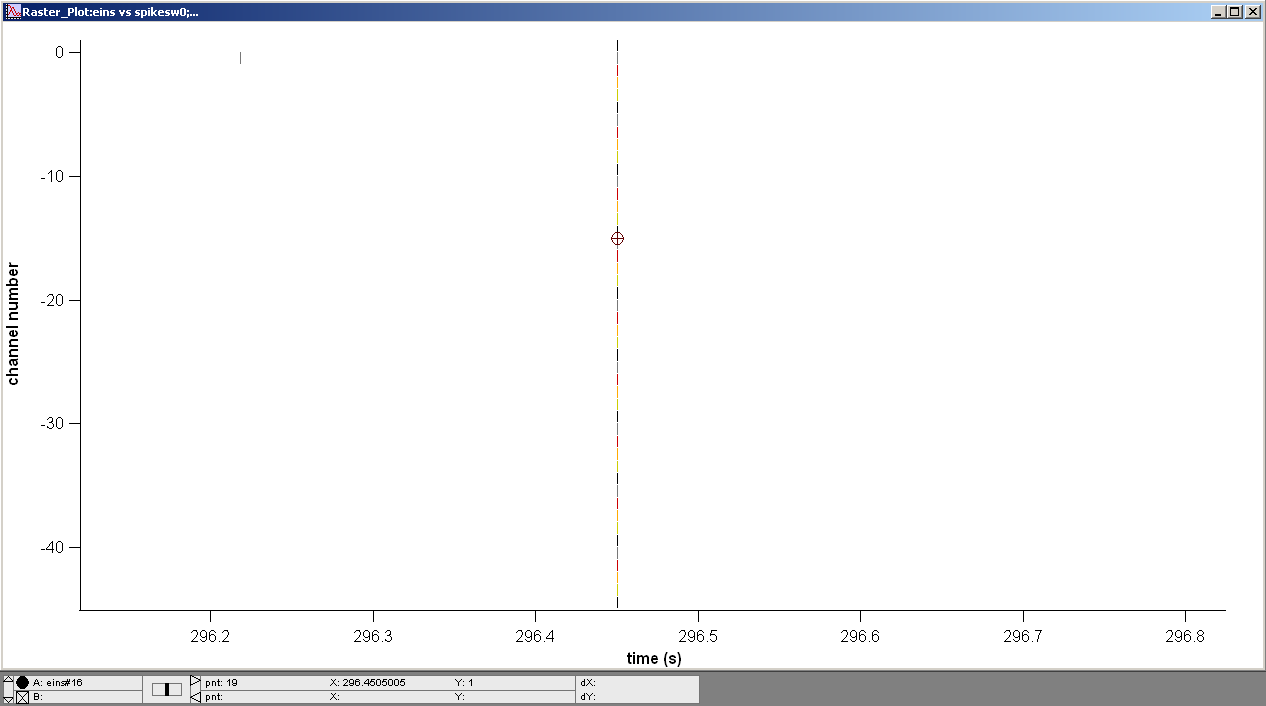 Raster_Plot:eins vs spikesw0;...
0
-10
-20
-30
-40
channel number
296.2 296.3 296.4 296.5 296.6 296.7 296.8
time (s)
A: eins#16 pnt: 19 X: 296.4505005 Y: 1 dX:
B: pnt: X: Y: dY: